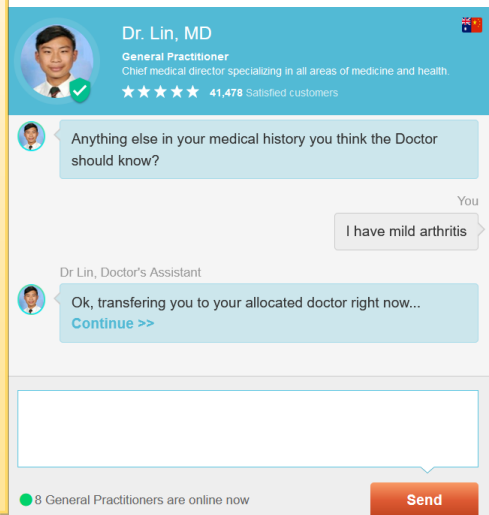 Dr. Lin, MD
General Practitioner
Chief medical director specializing in all areas of medicine and health.
41,478 Satisfied customers
Anything else in your medical history you think the Doctor
should know?
You
I have mild arthritis
Dr Lin, Doctor's Assistant
Ok, transfering you to your allocated doctor right now...
Continue >>
8 General Practitioners are online now
Send